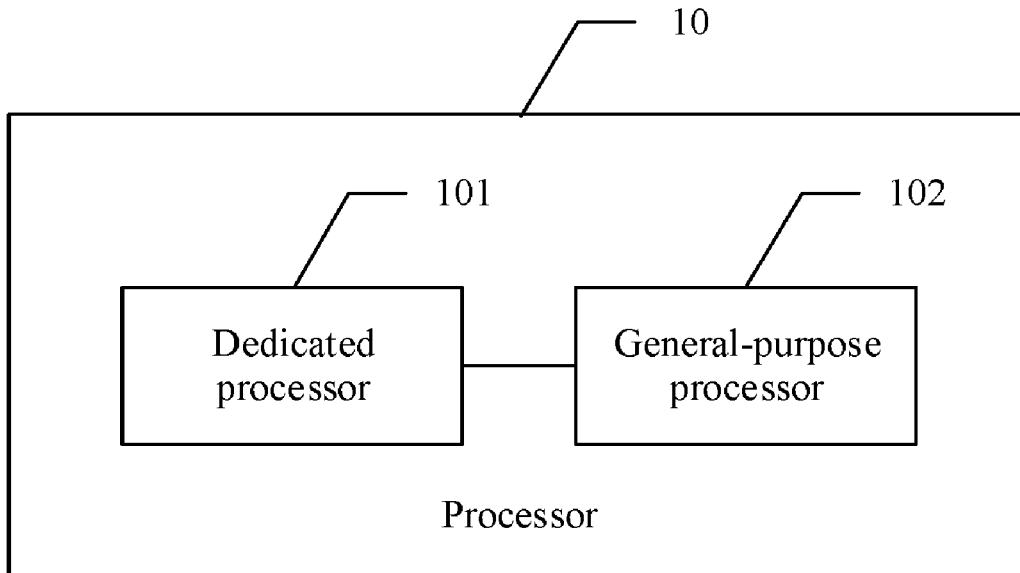 10
101
102
Dedicated
processor
General-purpose
processor
Processor